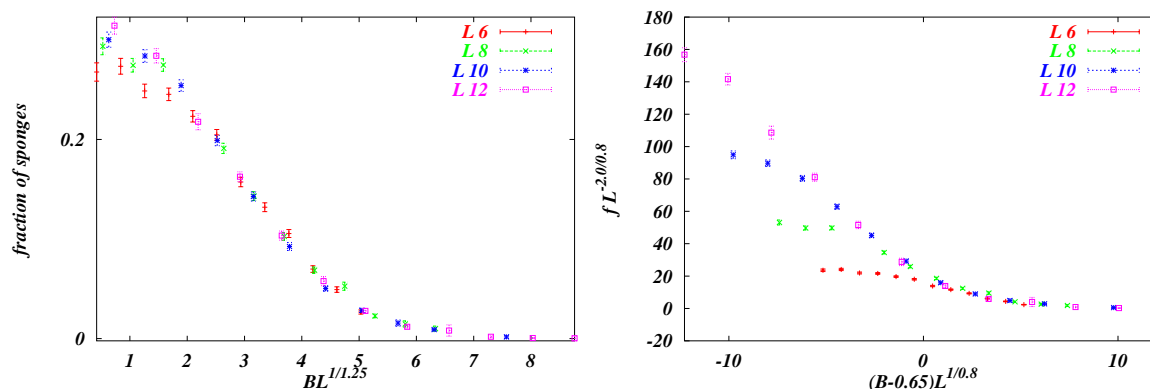 L 6
L 8
L 10
L 12
fraction of sponges
0.2
0
1 2 3 4 5 6 7 8
BL^{1/1.25}
180
160
140
120
100
80
60
40
20
0
-20
L 6
L 8
L 10
L 12
f L^{-2.0/0.8}
-10 0 10
(B-0.65)L^{1/0.8}